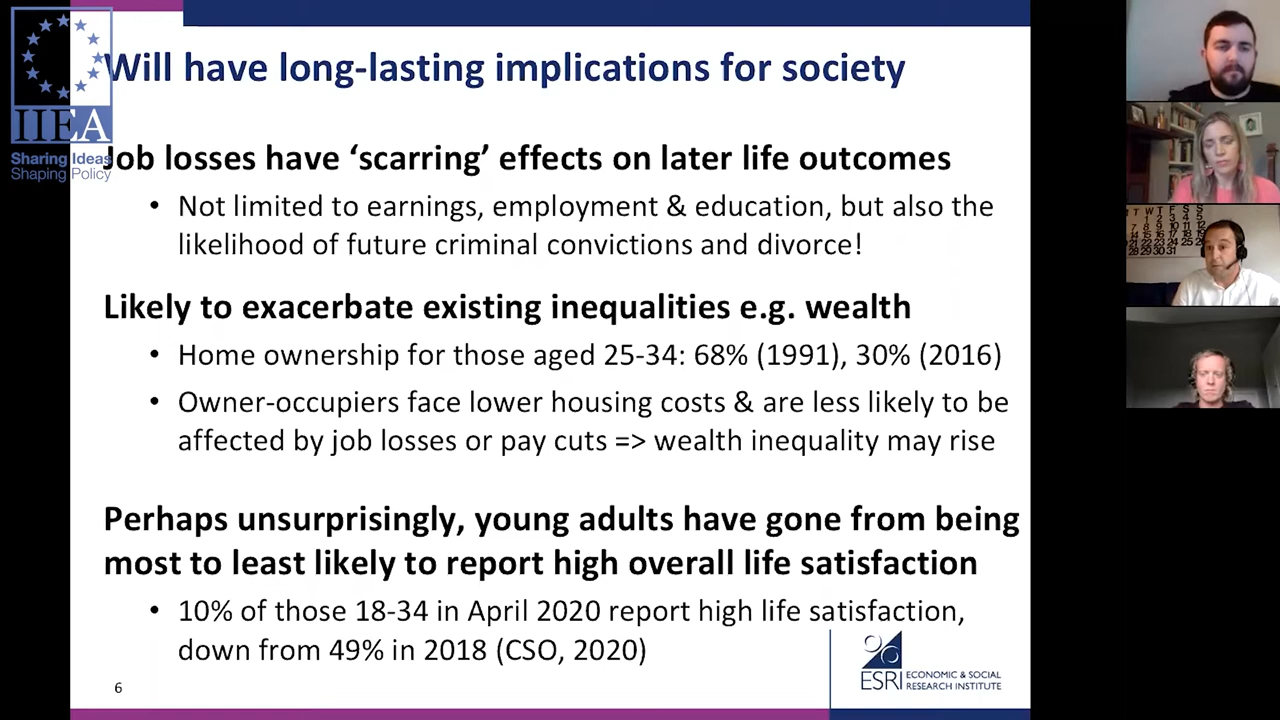 Will have long-lasting implications for society
IIEA
Sharing Ideas
Shaping Policy
Job losses have ‘scarring’ effects on later life outcomes
• Not limited to earnings, employment & education, but also the
likelihood of future criminal convictions and divorce!
Likely to exacerbate existing inequalities e.g. wealth
• Home ownership for those aged 25-34: 68% (1991), 30% (2016)
• Owner-occupiers face lower housing costs & are less likely to be
affected by job losses or pay cuts => wealth inequality may rise
Perhaps unsurprisingly, young adults have gone from being
most to least likely to report high overall life satisfaction
• 10% of those 18-34 in April 2020 report high life satisfaction,
down from 49% in 2018 (CSO, 2020)
6
ESRI
ECONOMIC & SOCIAL
RESEARCH INSTITUTE